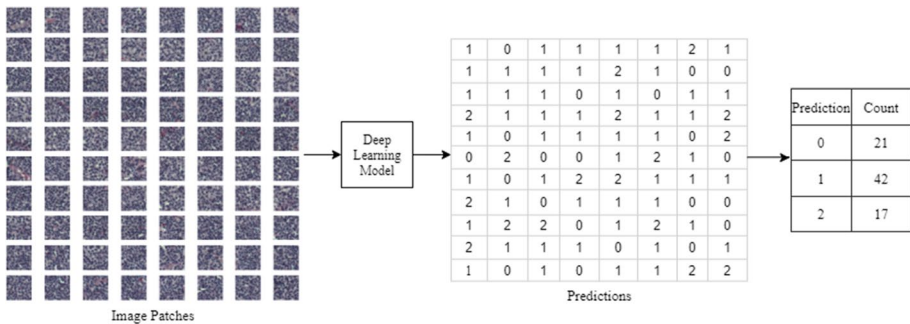 Image Patches
Deep
Learning
Model
1 0 1 1 1 1 2 1
1 1 1 1 2 1 0 0
1 1 1 0 1 0 1 1
2 1 1 1 2 1 1 2
1 0 1 1 1 1 0 2
0 2 0 0 1 2 1 0
1 0 1 2 2 1 1 1
2 1 0 1 1 1 0 0
1 2 2 0 1 2 1 0
2 1 1 1 0 1 0 1
1 0 1 0 1 1 2 2
Predictions
Prediction Count
0 21
1 42
2 17